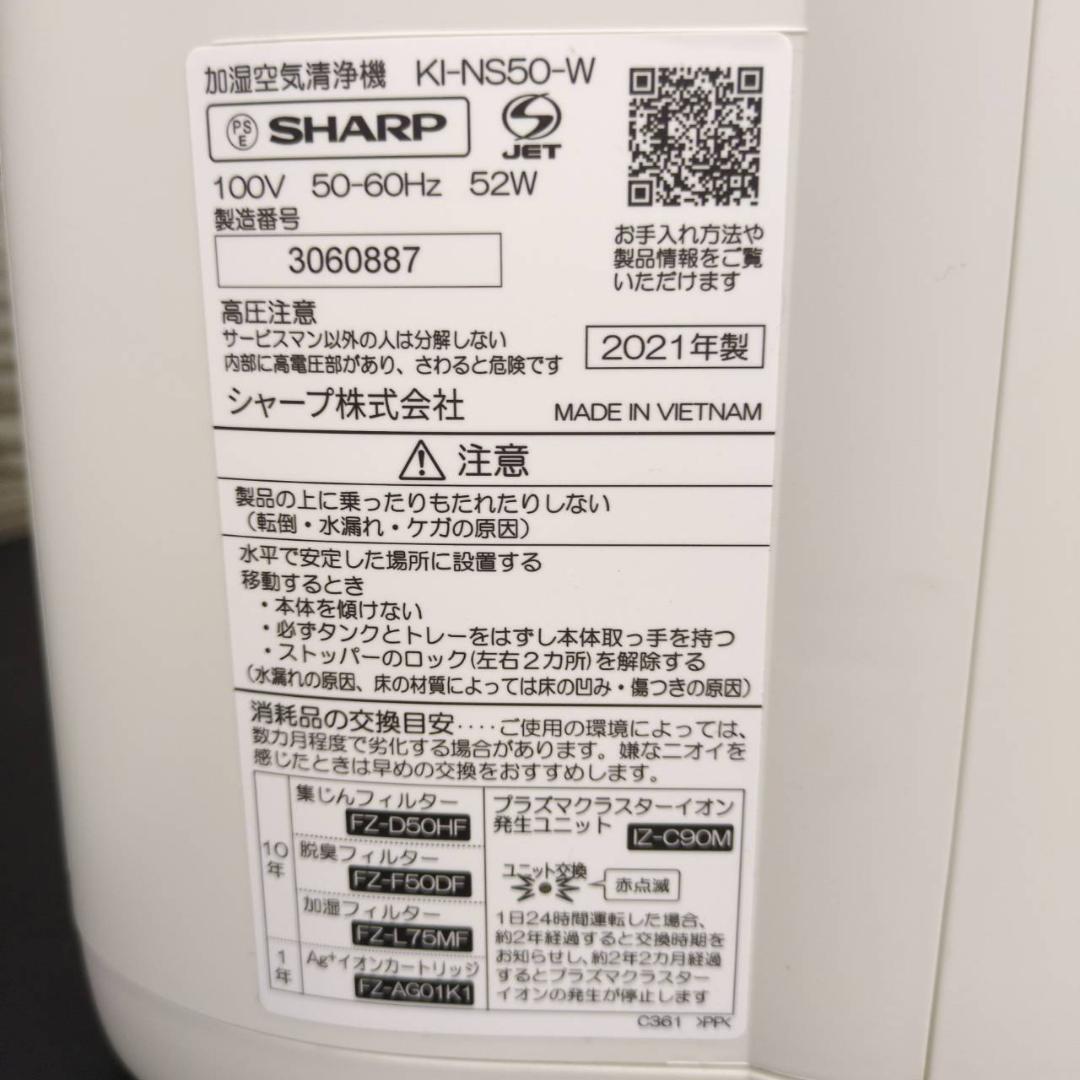 加湿空気清浄機 KI-NS50-W
PSE SHARP
JET
100V 50-60Hz 52W
製造番号
3060887
お手入れ方法や
製品情報をご覧
いただけます
高圧注意
サービスマン以外の人は分解しない
内部に高電圧部があり、さわると危険です
2021年製
シャープ株式会社
MADE IN VIETNAM
注意
製品の上に乗ったりもたれたりしない
（転倒・水漏れ・ケガの原因）
水平で安定した場所に設置する
移動するとき
・本体を傾けない
・必ずタンクとトレーをはずし本体取っ手を持つ
・ストッパーのロック(左右2カ所)を解除する
（水漏れの原因、床の材質によっては床の凹み・傷つきの原因）
消耗品の交換目安‥‥ご使用の環境によっては、
数カ月程度で劣化する場合があります。嫌なニオイを
感じたときは早めの交換をおすすめします。
10年
集じんフィルター
FZ-D50HF
脱臭フィルター
FZ-F50DF
加湿フィルター
FZ-L75MF
1年
Ag+イオンカートリッジ
FZ-AG01K1
プラズマクラスターイオン
発生ユニット IZ-C90M
ユニット交換
赤点滅
1日24時間運転した場合、
約2年経過すると交換時期を
お知らせし、約2年2カ月経過
するとプラズマクラスター
イオンの発生が停止します
C361 >PP<